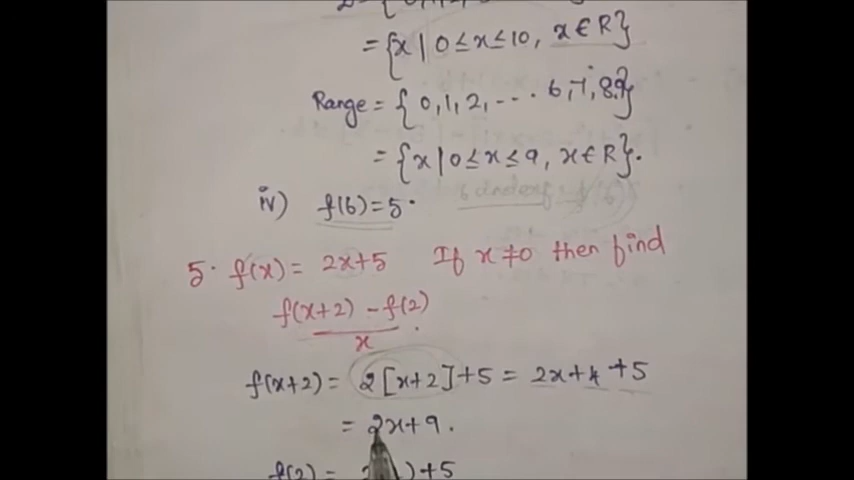 = {x | 0 ≤ x ≤ 10, x ∈ R}
Range = {0, 1, 2, --- 6, 7, 8, 9}
= {x | 0 ≤ x ≤ 9, x ∈ R}.
iv) f(6) = 5.
5. f(x) = 2x+5 If x ≠ 0 then find
f(x+2) - f(2)
x
f(x+2) = 2[x+2]+5 = 2x+4+5
= 2x+9.
f(2) = )+5